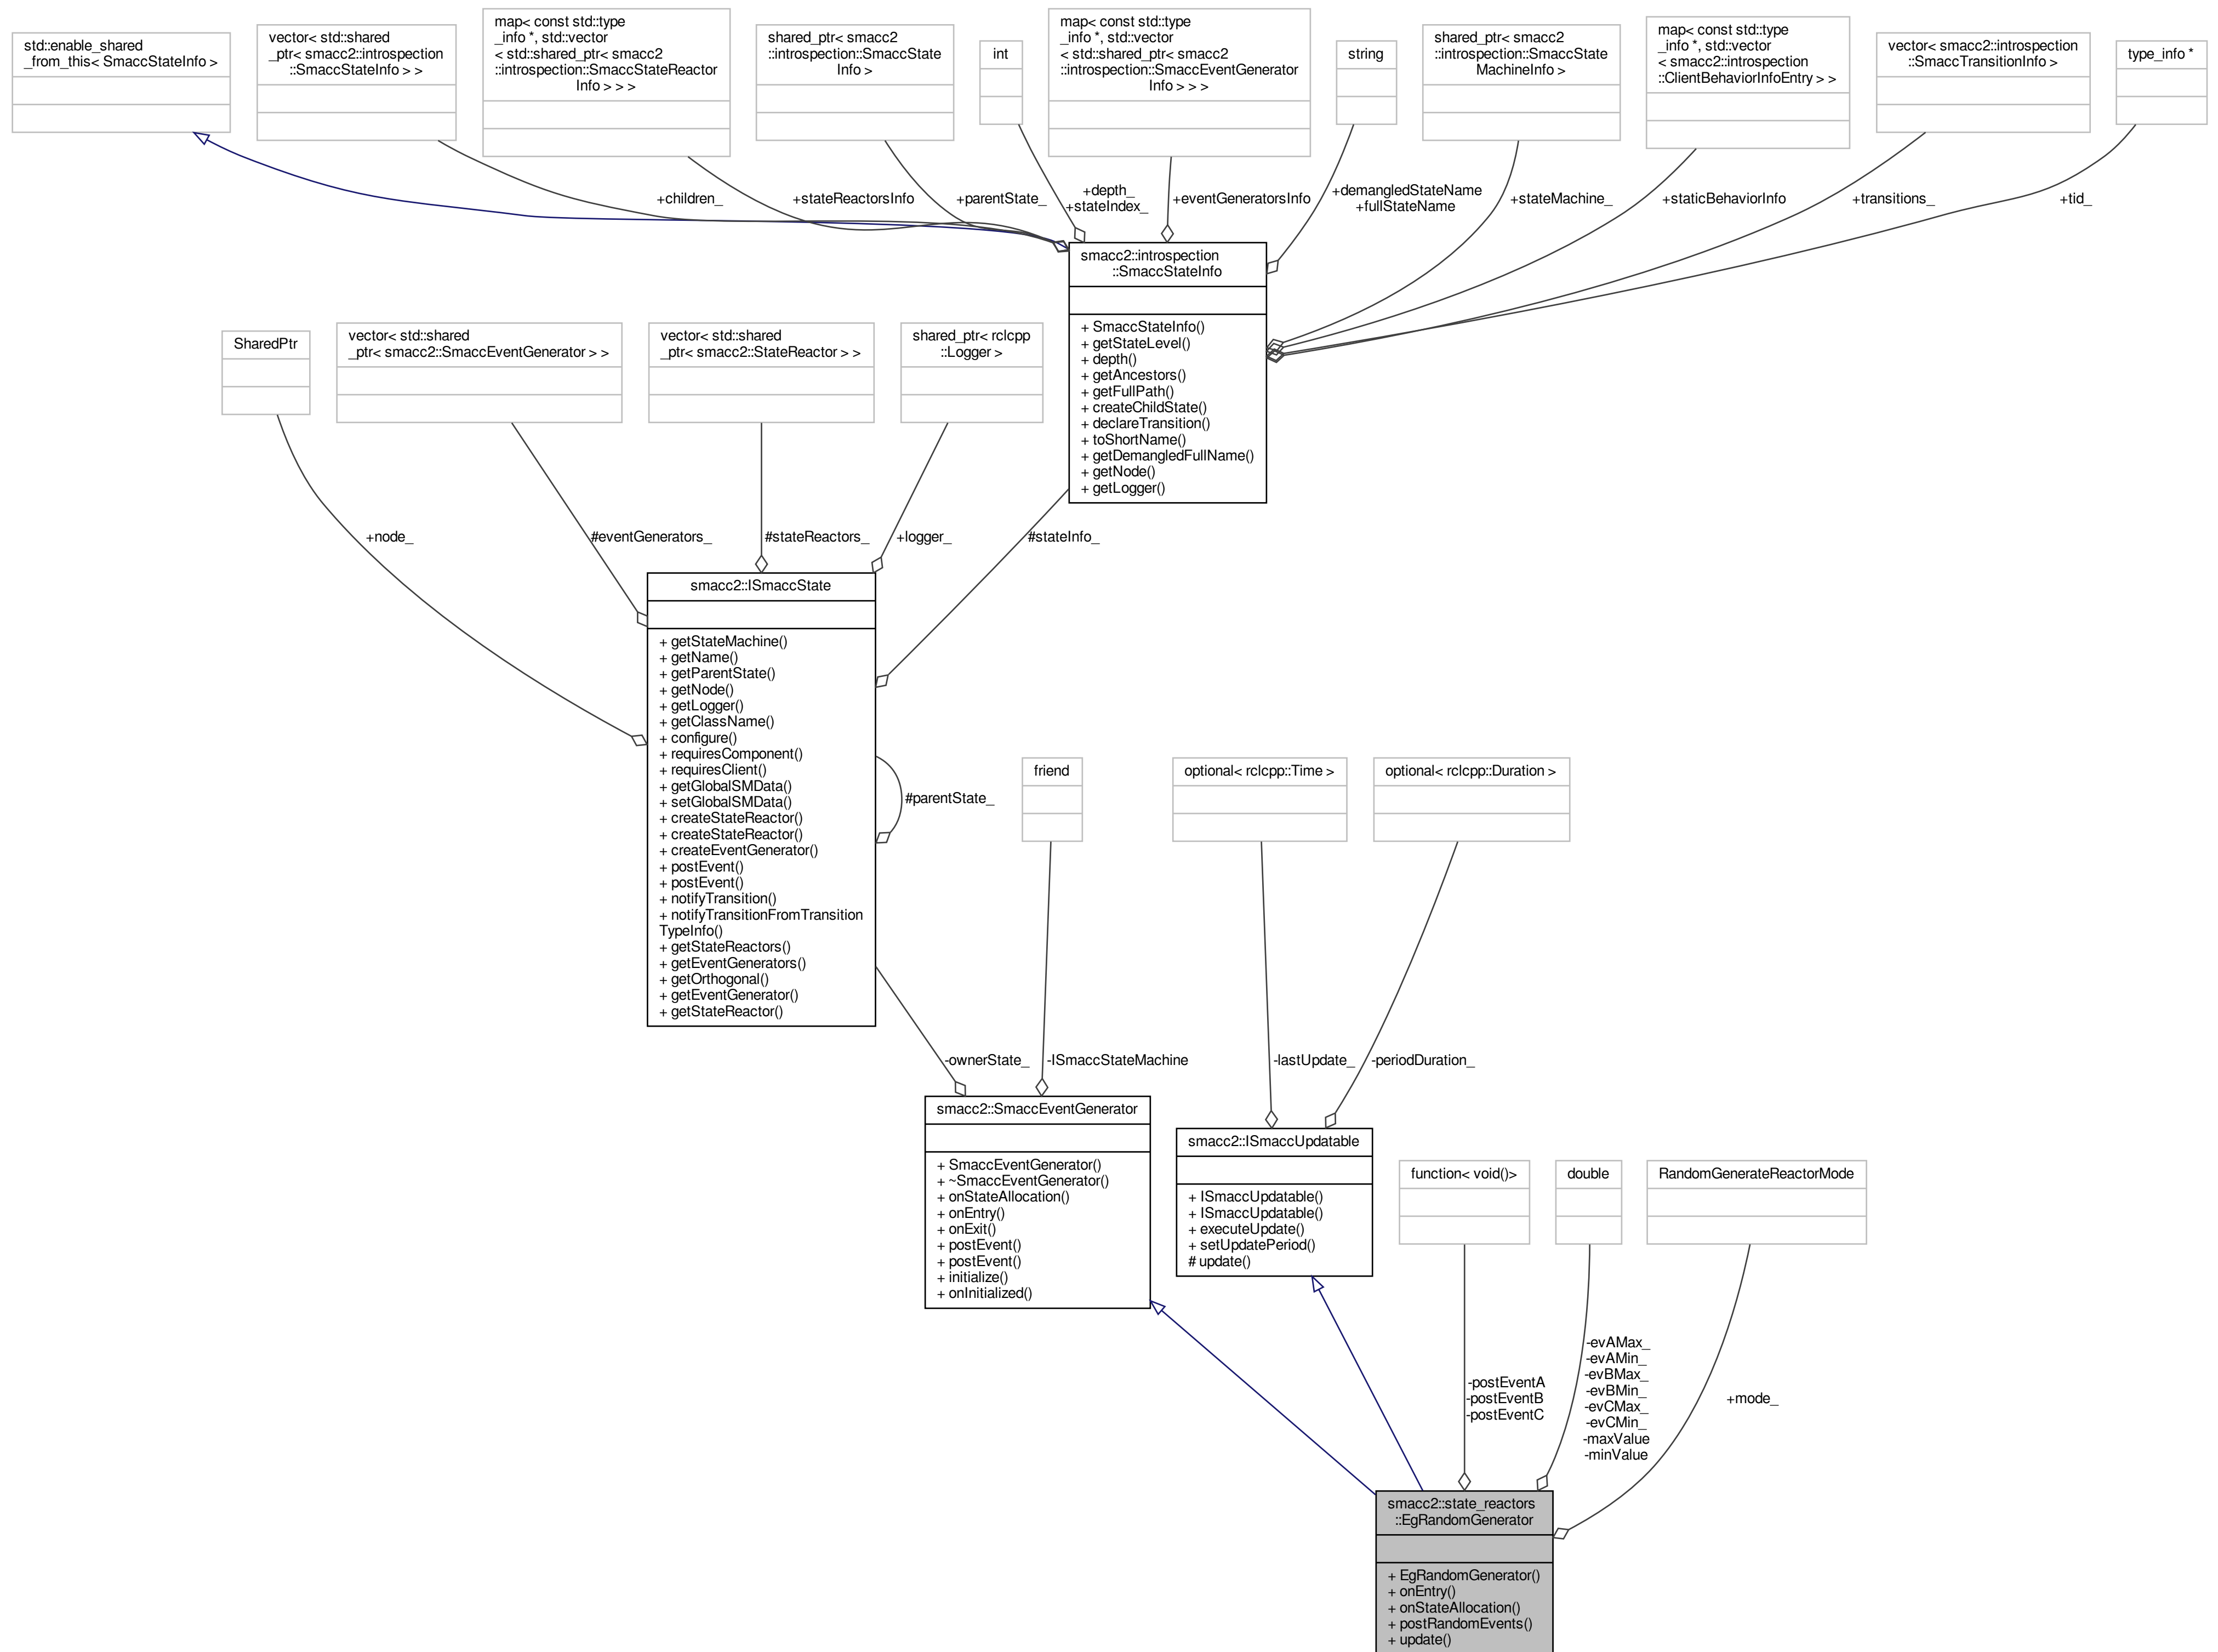 std::enable_shared
_from_this< SmaccStateInfo >
vector< std::shared
_ptr< smacc2::introspection
::SmaccStateInfo > >
map< const std::type
_info *, std::vector
< std::shared_ptr< smacc2
::introspection::SmaccStateReactor
Info > > >
shared_ptr< smacc2
::introspection::SmaccState
Info >
int
map< const std::type
_info *, std::vector
< std::shared_ptr< smacc2
::introspection::SmaccEventGenerator
Info > > >
string
shared_ptr< smacc2
::introspection::SmaccState
MachineInfo >
map< const std::type
_info *, std::vector
< smacc2::introspection
::ClientBehaviorInfoEntry > >
vector< smacc2::introspection
::SmaccTransitionInfo >
type_info *
+children_
+stateReactorsInfo
+parentState_
+depth_
+stateIndex_
+eventGeneratorsInfo
+demangledStateName
+fullStateName
+stateMachine_
+staticBehaviorInfo
+transitions_
+tid_
smacc2::introspection
::SmaccStateInfo
+ SmaccStateInfo()
+ getStateLevel()
+ depth()
+ getAncestors()
+ getFullPath()
+ createChildState()
+ declareTransition()
+ toShortName()
+ getDemangledFullName()
+ getNode()
+ getLogger()
SharedPtr
vector< std::shared
_ptr< smacc2::SmaccEventGenerator > >
vector< std::shared
_ptr< smacc2::StateReactor > >
shared_ptr< rclcpp
::Logger >
+node_
#eventGenerators_
#stateReactors_
+logger_
#stateInfo_
smacc2::ISmaccState
+ getStateMachine()
+ getName()
+ getParentState()
+ getNode()
+ getLogger()
+ getClassName()
+ configure()
+ requiresComponent()
+ requiresClient()
+ getGlobalSMData()
+ setGlobalSMData()
+ createStateReactor()
+ createStateReactor()
+ createEventGenerator()
+ postEvent()
+ postEvent()
+ notifyTransition()
+ notifyTransitionFromTransition
TypeInfo()
+ getStateReactors()
+ getEventGenerators()
+ getOrthogonal()
+ getEventGenerator()
+ getStateReactor()
#parentState_
friend
optional< rclcpp::Time >
optional< rclcpp::Duration >
-ownerState_
-ISmaccStateMachine
-lastUpdate_
-periodDuration_
smacc2::SmaccEventGenerator
+ SmaccEventGenerator()
+ ~SmaccEventGenerator()
+ onStateAllocation()
+ onEntry()
+ onExit()
+ postEvent()
+ postEvent()
+ initialize()
+ onInitialized()
smacc2::ISmaccUpdatable
+ ISmaccUpdatable()
+ ISmaccUpdatable()
+ executeUpdate()
+ setUpdatePeriod()
# update()
function< void()>
double
RandomGenerateReactorMode
-postEventA
-postEventB
-postEventC
-evAMax_
-evAMin_
-evBMax_
-evBMin_
-evCMax_
-evCMin_
-maxValue
-minValue
+mode_
smacc2::state_reactors
::EgRandomGenerator
+ EgRandomGenerator()
+ onEntry()
+ onStateAllocation()
+ postRandomEvents()
+ update()